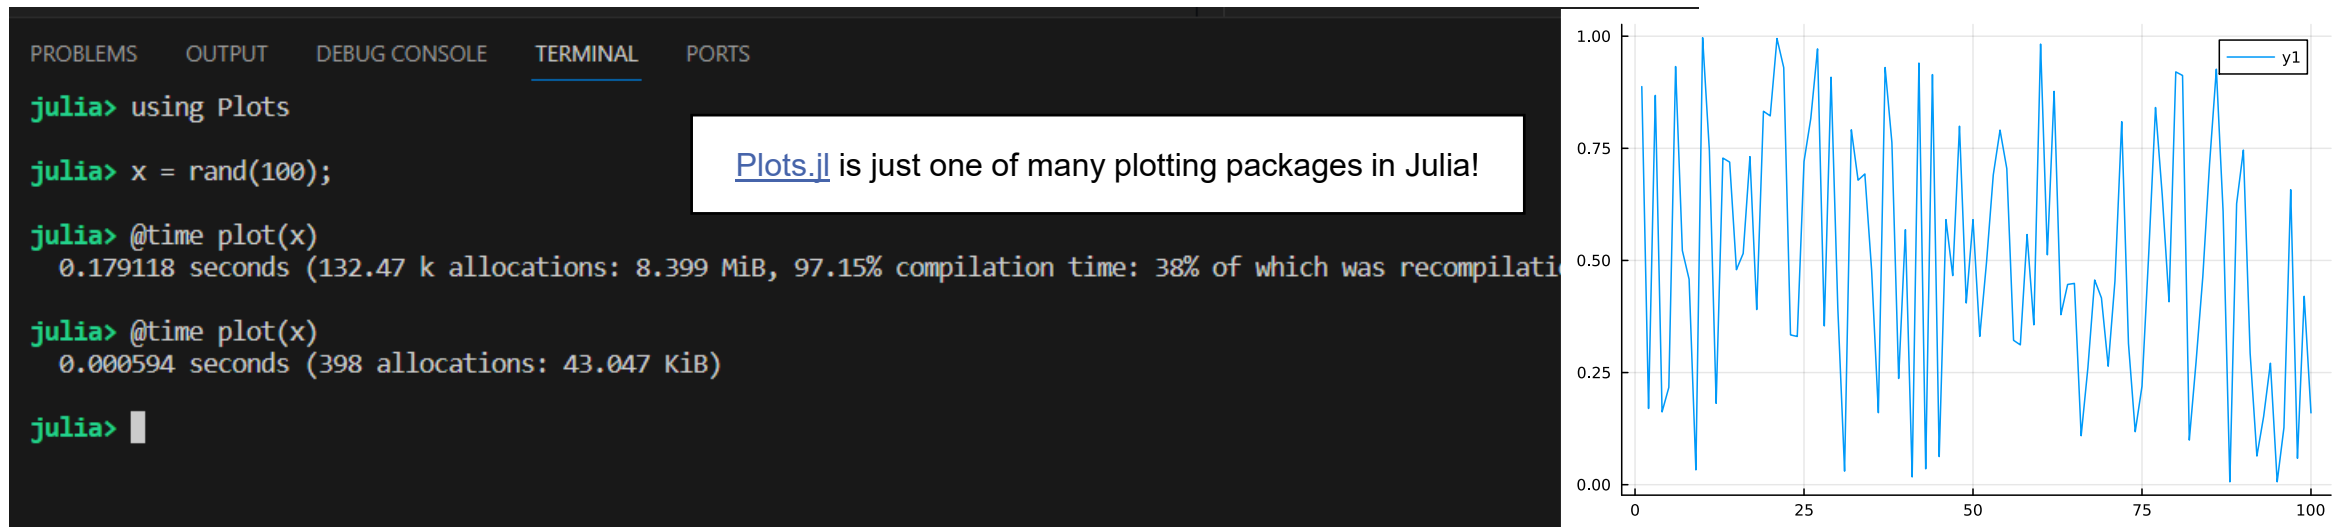 PROBLEMS OUTPUT DEBUG CONSOLE TERMINAL PORTS
julia> using Plots
julia> x = rand(100);
julia> @time plot(x)
0.179118 seconds (132.47 k allocations: 8.399 MiB, 97.15% compilation time: 38% of which was recompilati
julia> @time plot(x)
0.000594 seconds (398 allocations: 43.047 KiB)
julia>
Plots.jl is just one of many plotting packages in Julia!
y1
1.00
0.75
0.50
0.25
0.00
0 25 50 75 100